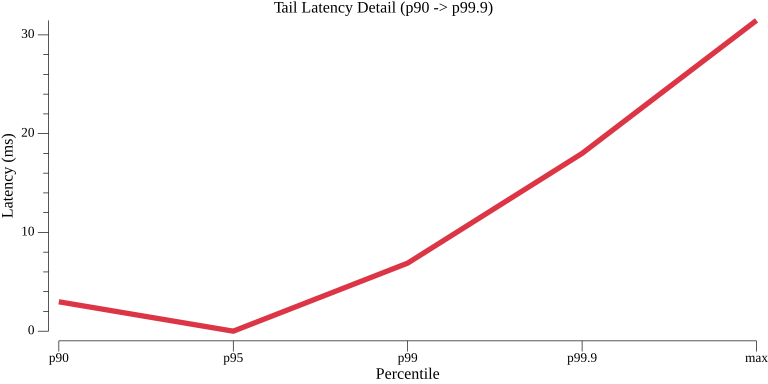 Tail Latency Detail (p90 -> p99.9)
30
20
10
0
Latency (ms)
p90 p95 p99 p99.9 max
Percentile